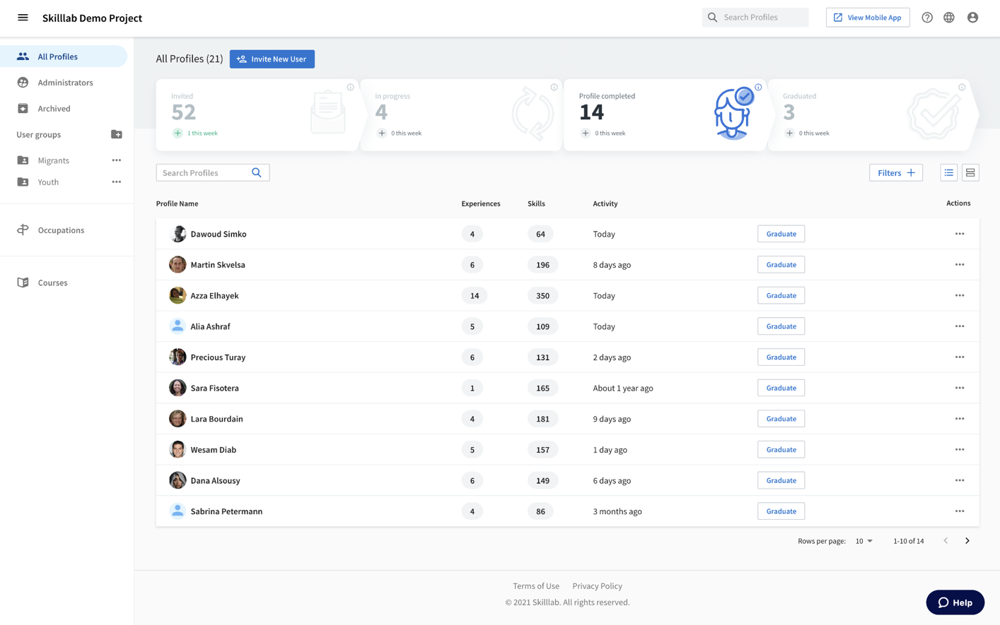 Skilllab Demo Project
Search Profiles
View Mobile App
All Profiles
Administrators
Archived
User groups
Migrants
Youth
Occupations
Courses
All Profiles (21)
Invite New User
Invited
52
1 this week
In progress
4
0 this week
Profile completed
14
0 this week
Graduated
3
0 this week
Search Profiles
Filters
Profile Name Experiences Skills Activity Actions
Dawoud Simko 4 64 Today Graduate
Martin Skvelsa 6 196 8 days ago Graduate
Azza Elhayek 14 350 Today Graduate
Alia Ashraf 5 109 Today Graduate
Precious Turay 6 131 2 days ago Graduate
Sara Fisotera 1 165 About 1 year ago Graduate
Lara Bourdain 4 181 9 days ago Graduate
Wesam Diab 5 157 1 day ago Graduate
Dana Alsousy 6 149 6 days ago Graduate
Sabrina Petermann 4 86 3 months ago Graduate
Rows per page: 10 1-10 of 14
Terms of Use Privacy Policy
© 2021 Skilllab. All rights reserved.
Help